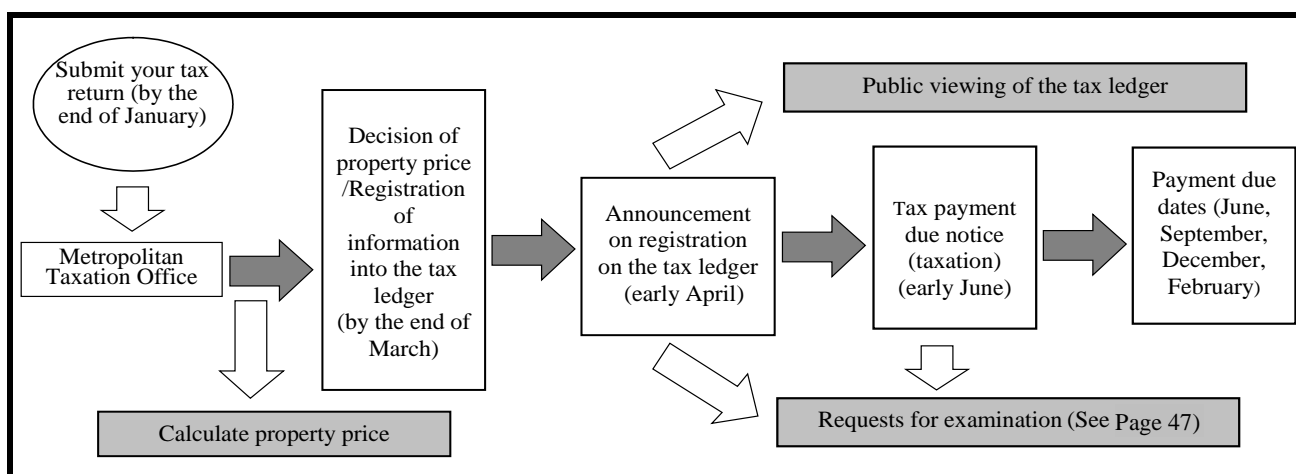 Submit your tax
return (by the
end of January)
Metropolitan
Taxation Office
Calculate property price
Decision of
property price
/Registration
of
information
into the tax
ledger
(by the end of
March)
Announcement
on registration
on the tax ledger
(early April)
Public viewing of the tax ledger
Tax payment
due notice
(taxation)
(early June)
Requests for examination (See Page 47)
Payment due
dates (June,
September,
December,
February)